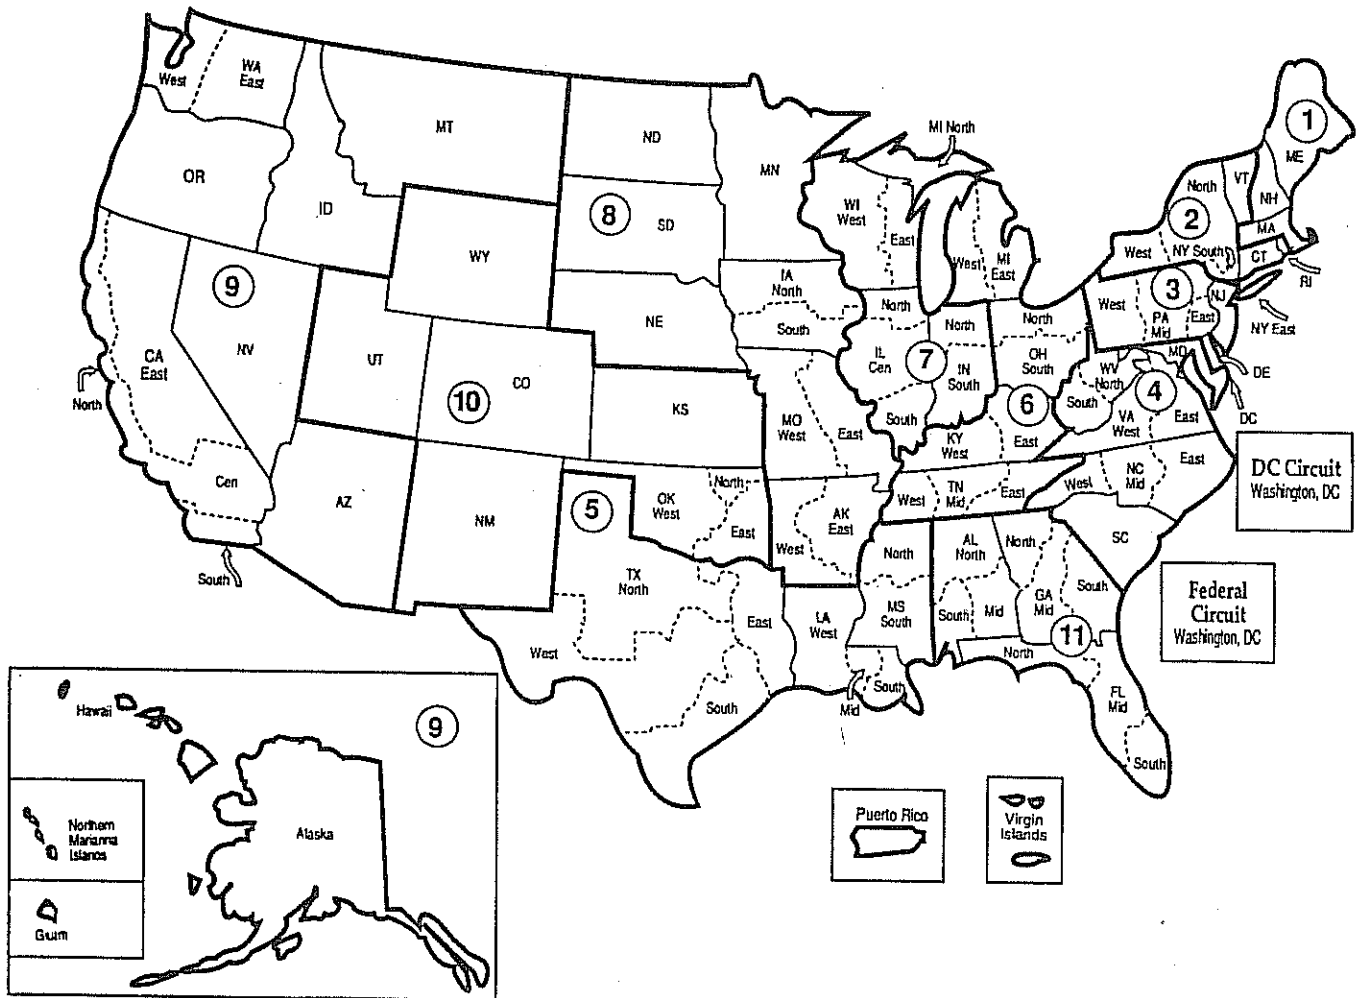 WA
East
West
MT
ND
MN
MI North
1
ME
OR
ID
8
SD
WI
West
East
West
MI
East
North
VT
NH
2
MA
West
NY South
CT
RI
WY
9
NV
IA
North
South
NE
North
North
North
West
3
PA
Mid
East
NJ
NY East
CA
East
North
UT
10
CO
KS
IL
Cen
7
IN
South
OH
South
MD
DE
WV
North
South
4
DC
VA
West
East
MO
West
East
South
6
KY
West
East
Cen
South
AZ
NM
5
OK
West
North
East
AK
East
West
West
TN
Mid
East
West
NC
Mid
East
DC Circuit
Washington, DC
TX
North
West
East
South
LA
West
North
MS
South
Mid
South
AL
North
South
Mid
North
GA
Mid
South
SC
11
North
FL
Mid
South
Federal
Circuit
Washington, DC
Hawaii
9
Northern
Marianna
Islands
Alaska
Guam
Puerto Rico
Virgin
Islands